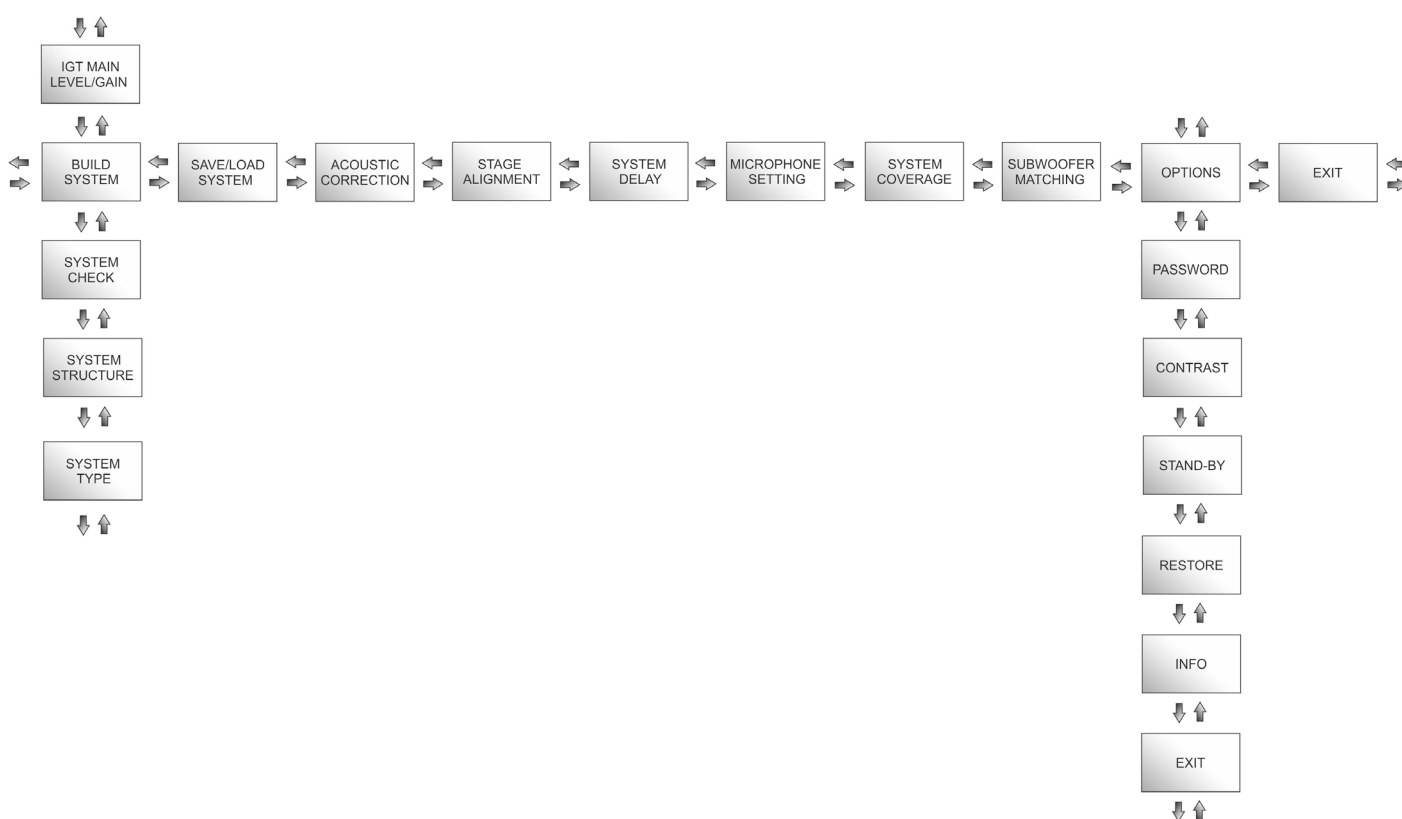 IGT MAIN
LEVEL/GAIN
BUILD
SYSTEM
SAVE/LOAD
SYSTEM
ACOUSTIC
CORRECTION
STAGE
ALIGNMENT
SYSTEM
DELAY
MICROPHONE
SETTING
SYSTEM
COVERAGE
SUBWOOFER
MATCHING
OPTIONS
EXIT
SYSTEM
CHECK
SYSTEM
STRUCTURE
SYSTEM
TYPE
PASSWORD
CONTRAST
STAND-BY
RESTORE
INFO
EXIT